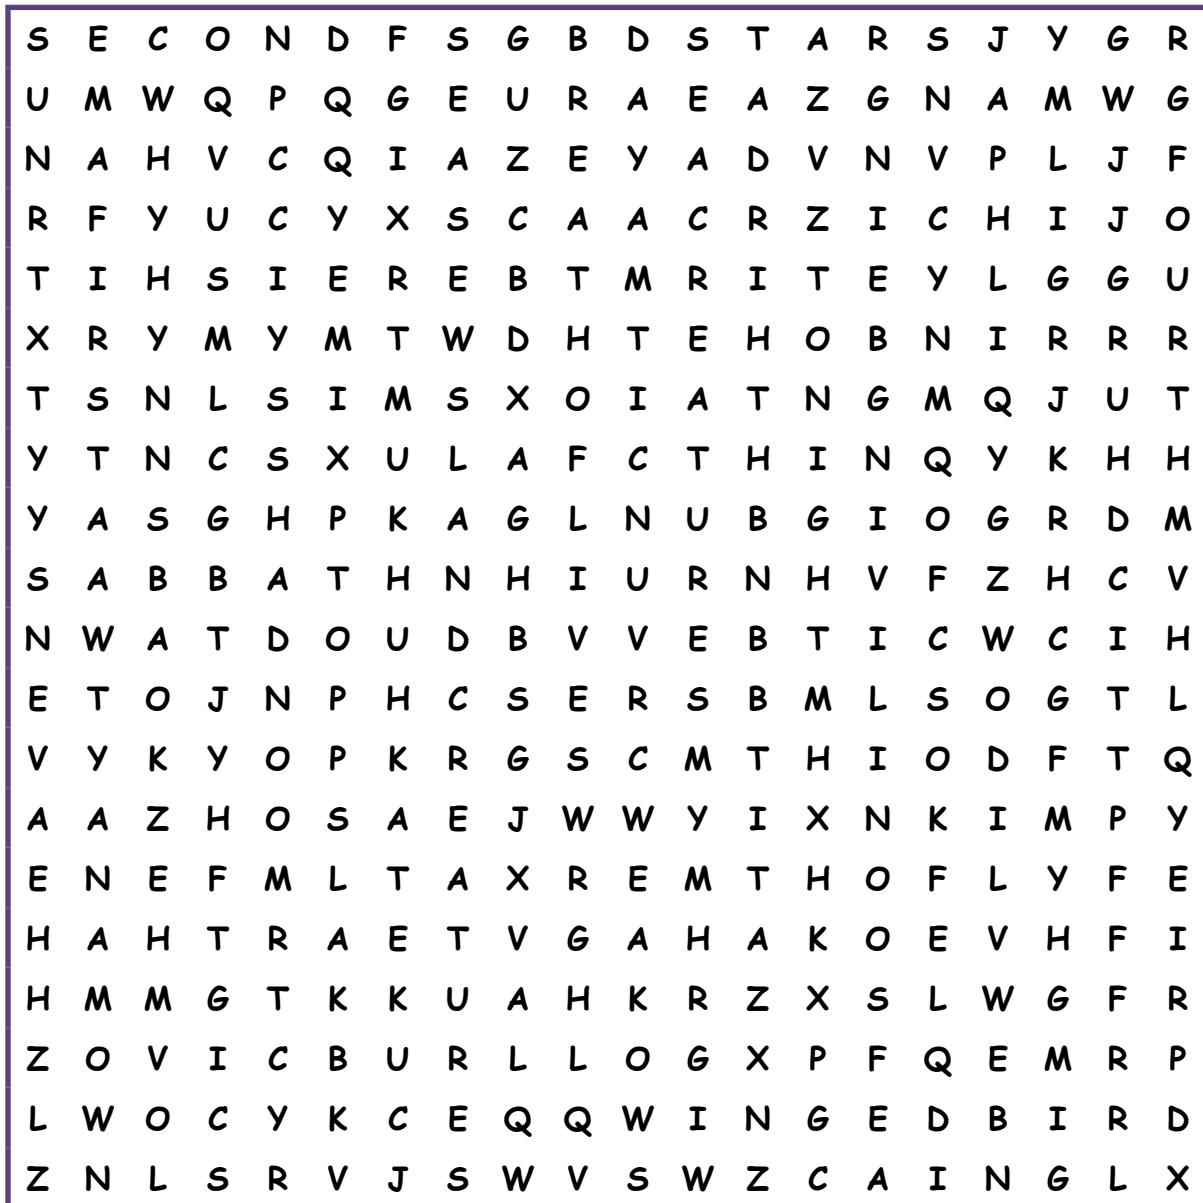 S E C O N D F S G B D S T A R S J Y G R
U M W Q P Q G E U R A E A Z G N A M W G
N A H V C Q I A Z E Y A D V N V P L J F
R F Y U C Y X S C A A C R Z I C H I J O
T I H S I E R E B T M R I T E Y L G G U
X R Y M Y M T W D H T E H O B N I R R R
T S N L S I M S X O I A T N G M Q J U T
Y T N C S X U L A F C T H I N Q Y K H H
Y A S G H P K A G L N U B G I O G R D M
S A B B A T H N H I U R N H V F Z H C V
N W A T D O U D B V V E B T I C W C I H
E T O J N P H C S E R S B M L S O G T L
V Y K Y O P K R G S C M T H I O D F T Q
A A Z H O S A E J W W Y I X N K I M P Y
E N E F M L T A X R E M T H O F L Y F E
H A H T R A E T V G A H A K O E V H F I
H M M G T K K U A H K R Z X S L W G F R
Z O V I C B U R L L O G X P F Q E M R P
L W O C Y K C E Q Q W I N G E D B I R D
Z N L S R V J S W V S W Z C A I N G L X